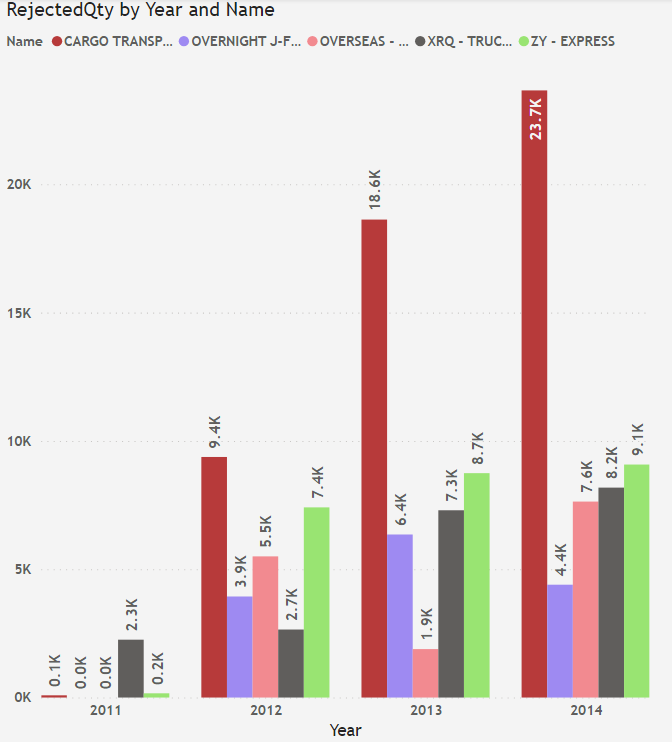 RejectedQty by Year and Name
Name CARGO TRANSP... OVERNIGHT J-F... OVERSEAS - ... XRQ - TRUC... ZY - EXPRESS
20K
15K
10K
5K
0K
0.1K
0.0K
0.0K
2.3K
0.2K
9.4K
3.9K
5.5K
2.7K
7.4K
18.6K
6.4K
1.9K
7.3K
8.7K
23.7K
4.4K
7.6K
8.2K
9.1K
2011 2012 2013 2014
Year